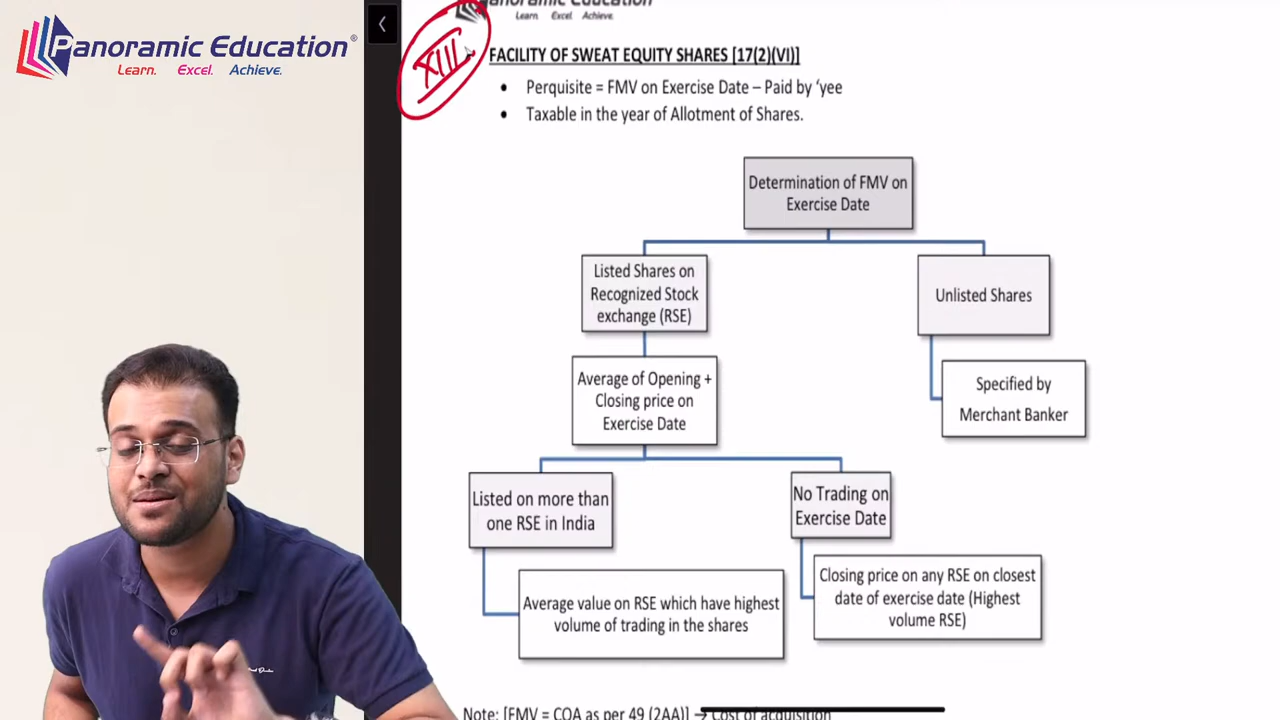 Panoramic Education®
Learn. Excel. Achieve.
Panoramic Education
Learn. Excel. Achieve.
XIII
FACILITY OF SWEAT EQUITY SHARES [17(2)(VI)]
• Perquisite = FMV on Exercise Date – Paid by ‘yee
• Taxable in the year of Allotment of Shares.
Determination of FMV on
Exercise Date
Listed Shares on
Recognized Stock
exchange (RSE)
Unlisted Shares
Average of Opening +
Closing price on
Exercise Date
Specified by
Merchant Banker
Listed on more than
one RSE in India
No Trading on
Exercise Date
Average value on RSE which have highest
volume of trading in the shares
Closing price on any RSE on closest
date of exercise date (Highest
volume RSE)
Note: [FMV = COA as per 49 (2AA)] → Cost of acquisition